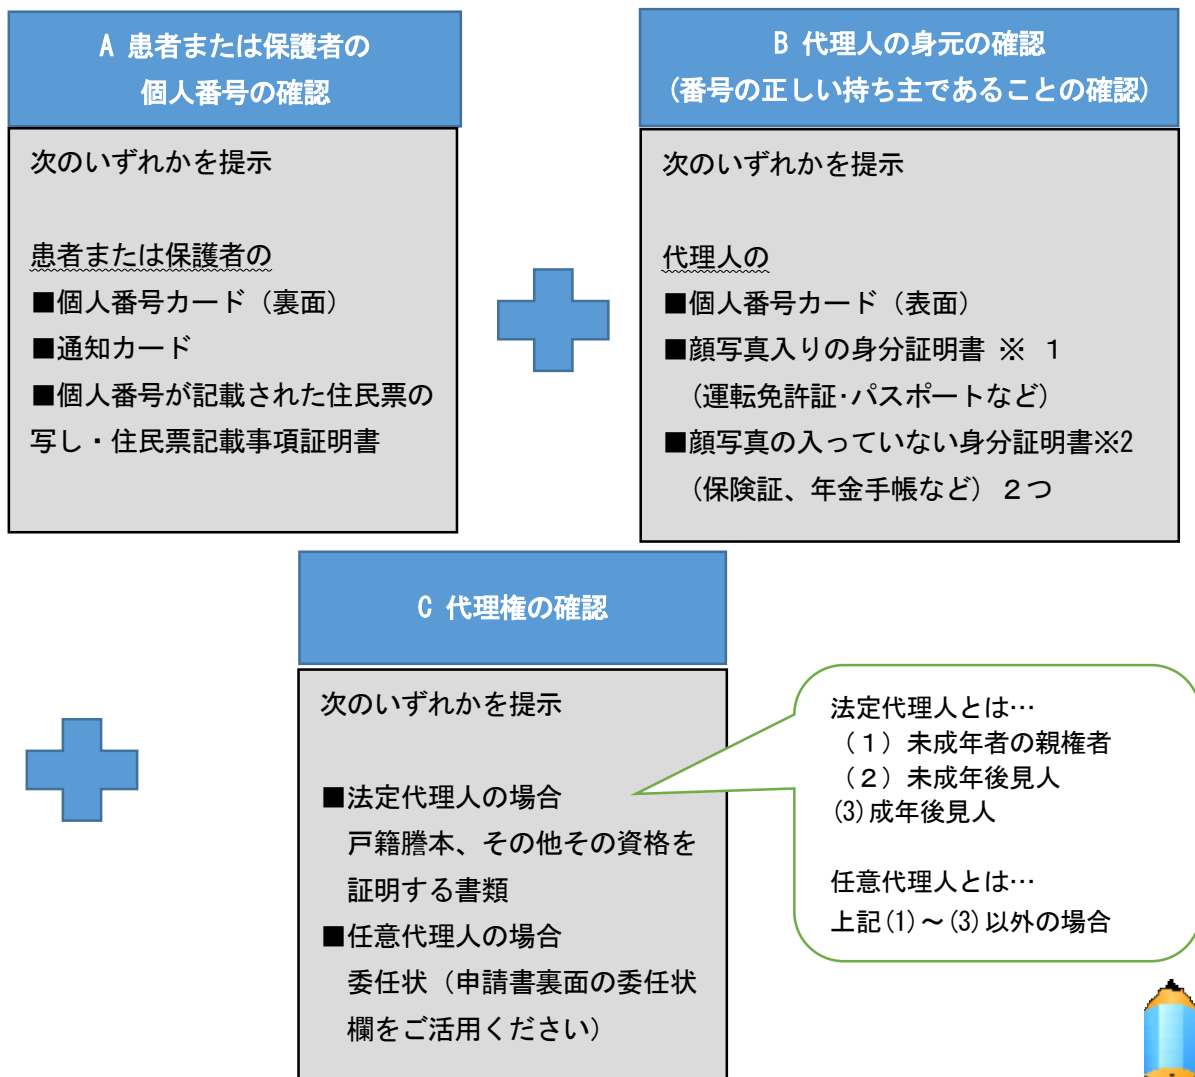 A 患者または保護者の
個人番号の確認
次のいずれかを提示
患者または保護者の
■個人番号カード（裏面）
■通知カード
■個人番号が記載された住民票の
写し・住民票記載事項証明書
B 代理人の身元の確認
(番号の正しい持ち主であることの確認)
次のいずれかを提示
代理人の
■個人番号カード（表面）
■顔写真入りの身分証明書 ※ 1
（運転免許証･パスポートなど）
■顔写真の入っていない身分証明書※2
（保険証、年金手帳など）２つ
C 代理権の確認
次のいずれかを提示
■法定代理人の場合
戸籍謄本、その他その資格を
証明する書類
■任意代理人の場合
委任状（申請書裏面の委任状
欄をご活用ください）
法定代理人とは…
（１）未成年者の親権者
（２）未成年後見人
(3)成年後見人
任意代理人とは…
上記(1)～(3)以外の場合